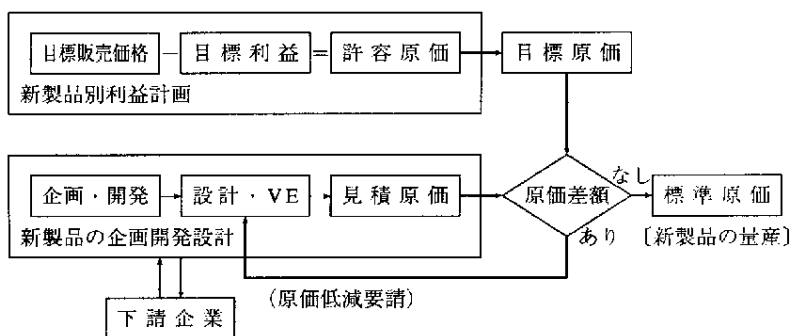 目標販売価格 − 目標利益 = 許容原価 目標原価
新製品別利益計画
企画・開発 設計・VE 見積原価 原価差額 なし 標準原価
新製品の企画開発設計 あり 〔新製品の量産〕
(原価低減要請)
下請企業